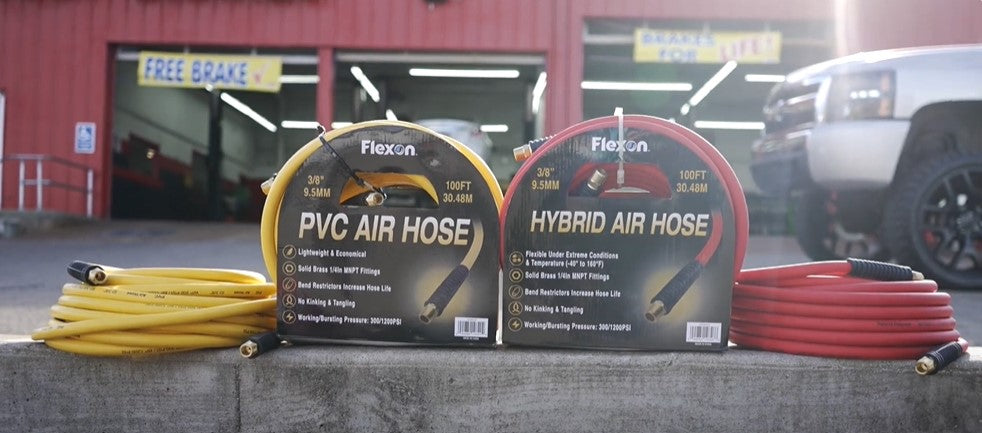 FREE BRAKE
BRAKES
FOR LIFE!
Flexon
3/8"
9.5MM
100FT
30.48M
PVC AIR HOSE
Lightweight & Economical
Solid Brass 1/4in MNPT Fittings
Bend Restrictors Increase Hose Life
No Kinking & Tangling
Working/Bursting Pressure: 300/1200PSI
Flexon
3/8"
9.5MM
100FT
30.48M
HYBRID AIR HOSE
Flexible Under Extreme Conditions
& Temperature (-40° to 160°F)
Solid Brass 1/4in MNPT Fittings
Bend Restrictors Increase Hose Life
No Kinking & Tangling
Working/Bursting Pressure: 300/1200PSI